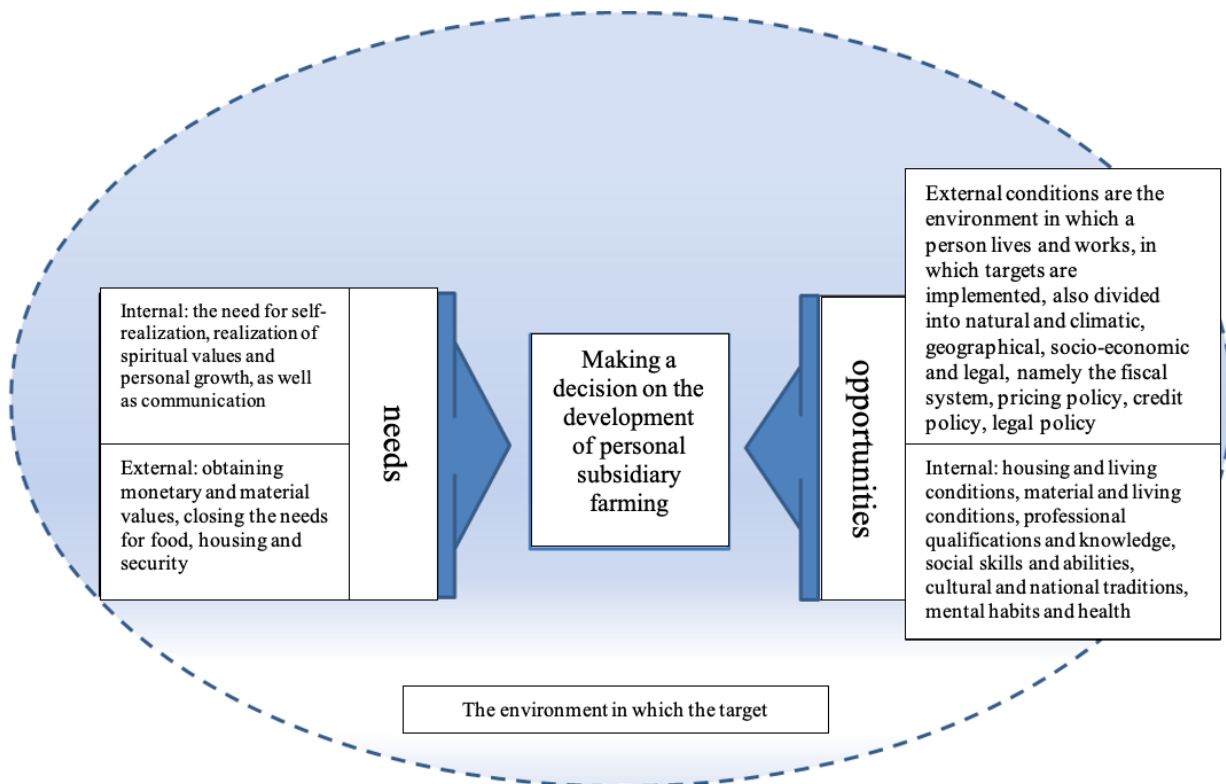 Internal: the need for self-
realization, realization of
spiritual values and
personal growth, as well
as communication
External: obtaining
monetary and material
values, closing the needs
for food, housing and
security
needs
Making a
decision on the
development
of personal
subsidiary
farming
opportunities
External conditions are the
environment in which a
person lives and works, in
which targets are
implemented, also divided
into natural and climatic,
geographical, socio-economic
and legal, namely the fiscal
system, pricing policy, credit
policy, legal policy
Internal: housing and living
conditions, material and living
conditions, professional
qualifications and knowledge,
social skills and abilities,
cultural and national traditions,
mental habits and health
The environment in which the target